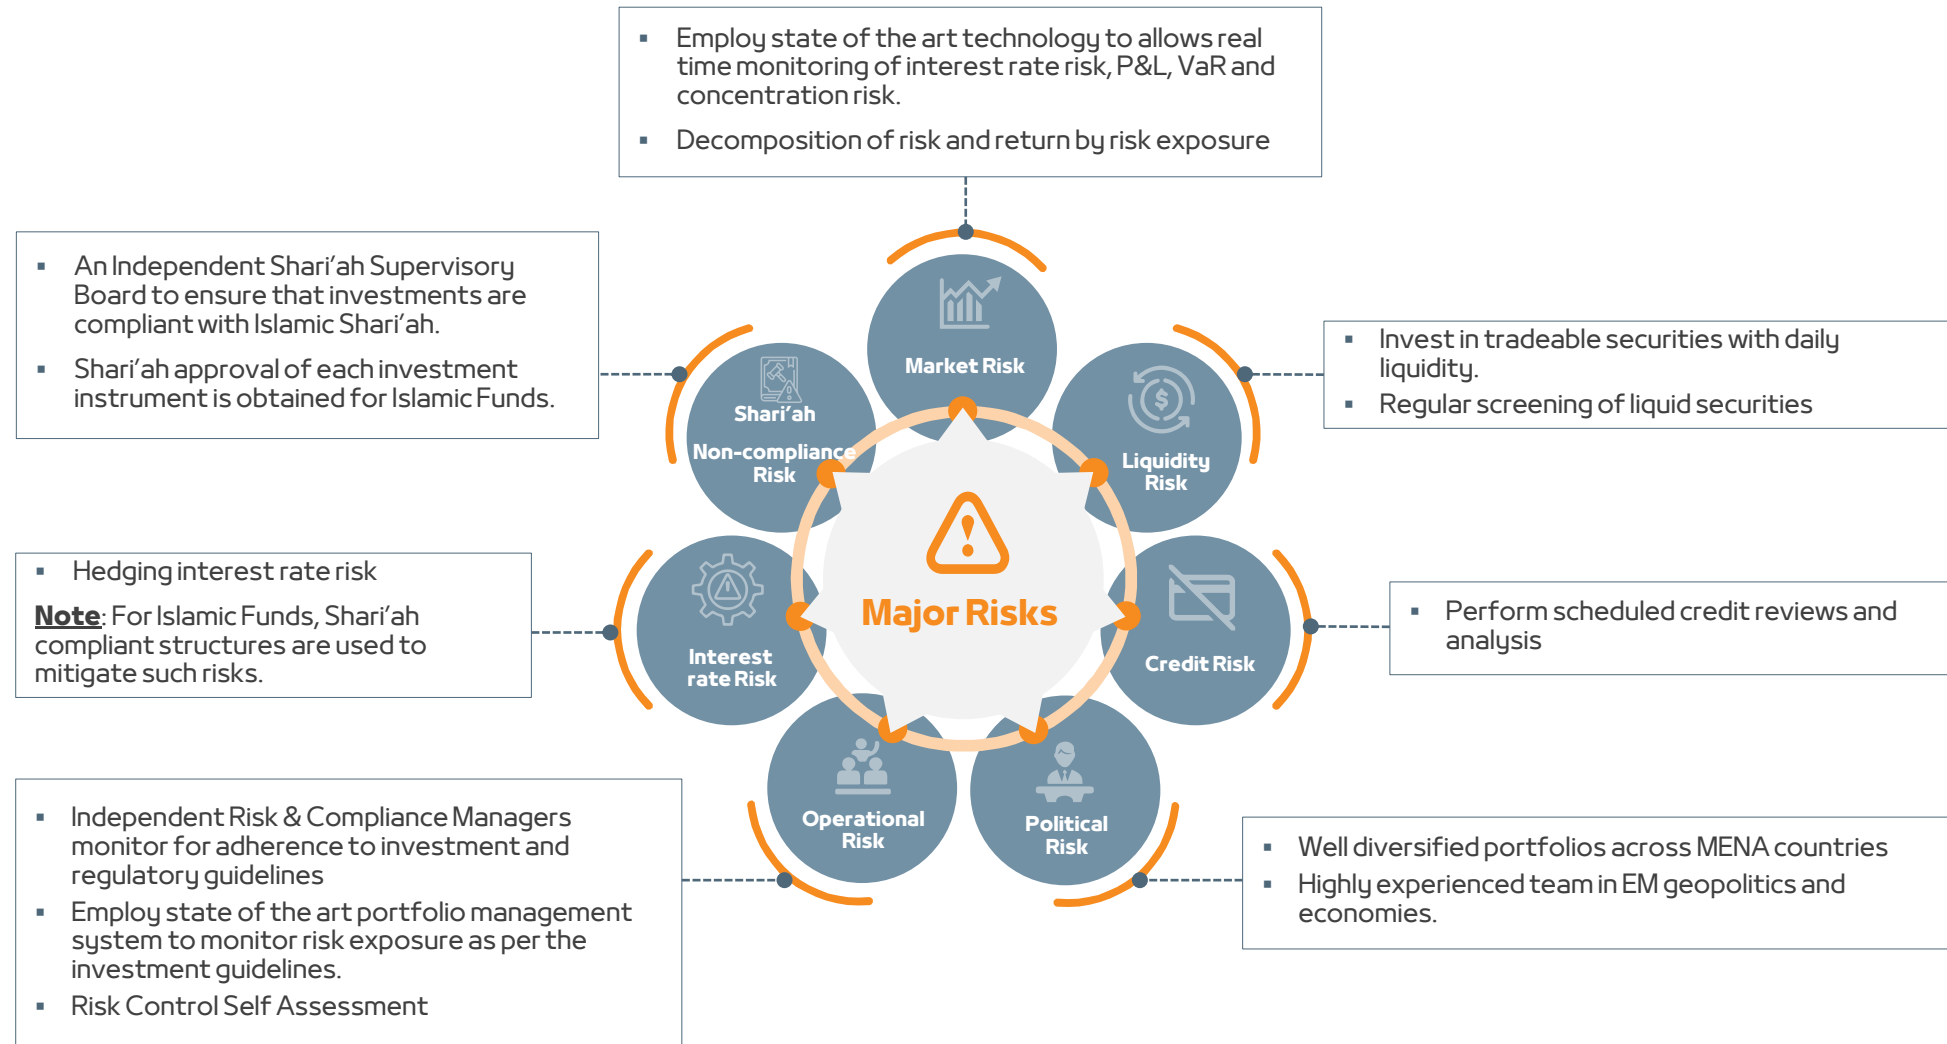 ▪ Employ state of the art technology to allows real
time monitoring of interest rate risk, P&L, VaR and
concentration risk.
▪ Decomposition of risk and return by risk exposure
▪ An Independent Shari'ah Supervisory
Board to ensure that investments are
compliant with Islamic Shari'ah.
▪ Shari'ah approval of each investment
instrument is obtained for Islamic Funds.
Market Risk
▪ Invest in tradeable securities with daily
liquidity.
▪ Regular screening of liquid securities
Shari'ah
Non-compliance
Risk
Liquidity
Risk
▪ Hedging interest rate risk
Note: For Islamic Funds, Shari'ah
compliant structures are used to
mitigate such risks.
Major Risks
Interest
rate Risk
Credit Risk
▪ Perform scheduled credit reviews and
analysis
▪ Independent Risk & Compliance Managers
monitor for adherence to investment and
regulatory guidelines
▪ Employ state of the art portfolio management
system to monitor risk exposure as per the
investment guidelines.
▪ Risk Control Self Assessment
Operational
Risk
Political
Risk
▪ Well diversified portfolios across MENA countries
▪ Highly experienced team in EM geopolitics and
economies.